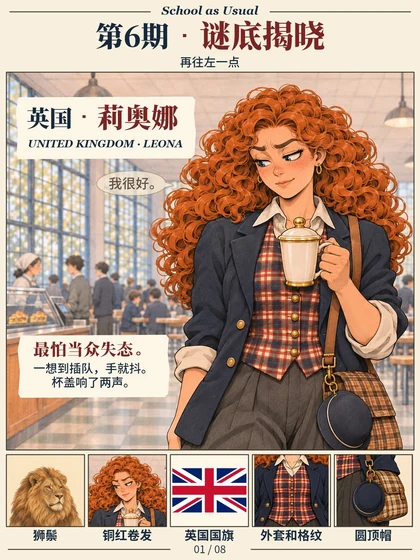 School as Usual
第6期 · 谜底揭晓
再往左一点
英国 · 莉奥娜
UNITED KINGDOM · LEONA
我很好。
最怕当众失态。
一想到插队，手就抖。
杯盖响了两声。
狮鬃
铜红卷发
英国国旗
外套和格纹
圆顶帽
01 / 08